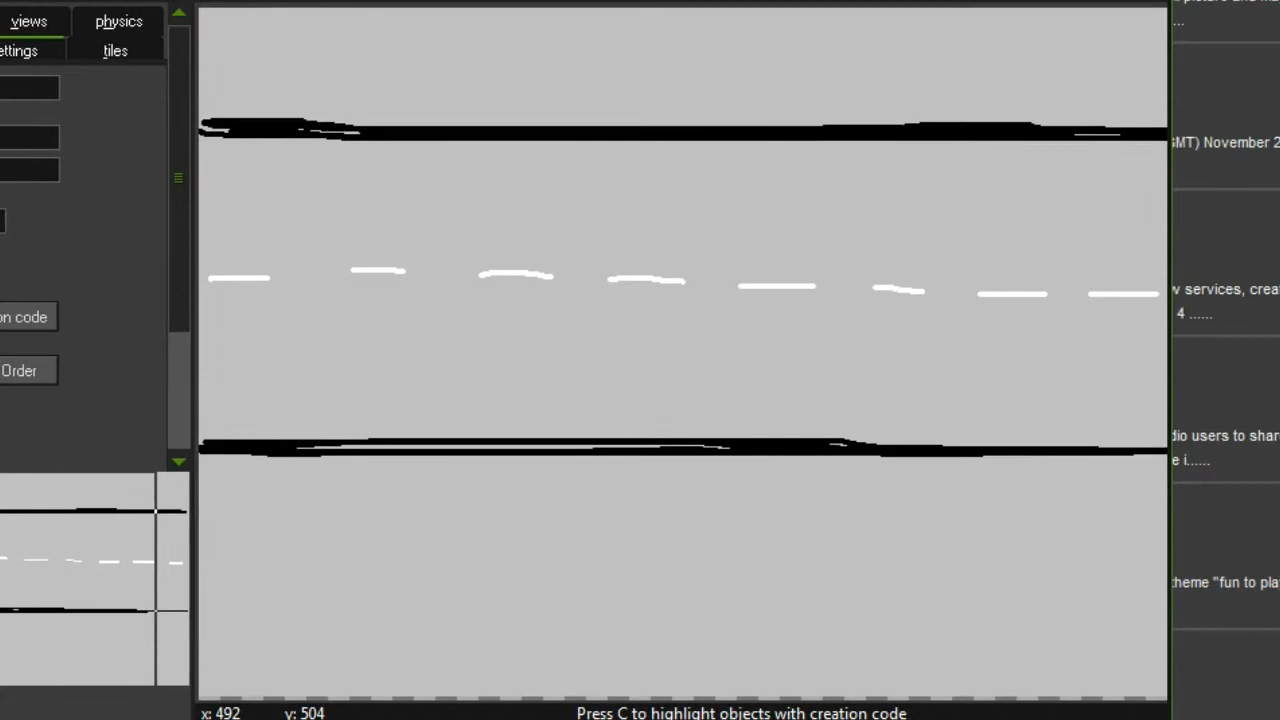 views physics
ettings tiles
on code
Order
x: 492 y: 504 Press C to highlight objects with creation code
...
GMT) November 2
w services, crea
4 ......
dio users to shar
e i......
theme "fun to pla